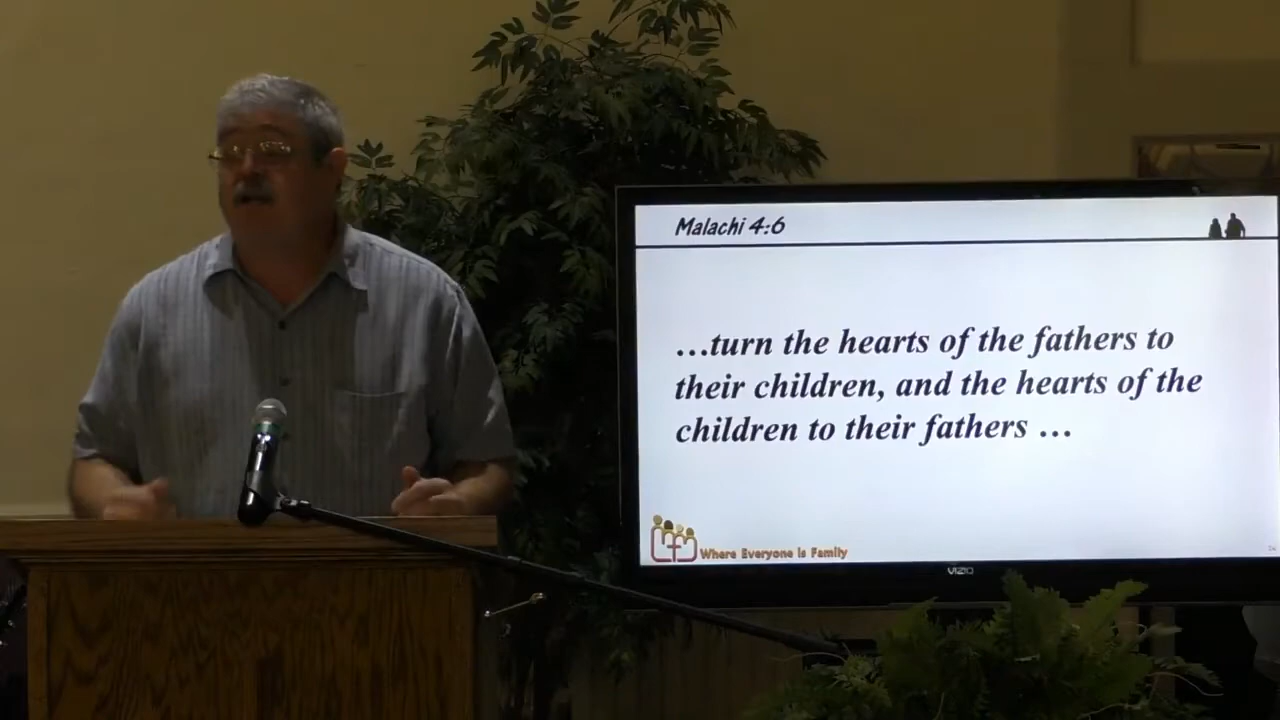 Malachi 4:6
...turn the hearts of the fathers to
their children, and the hearts of the
children to their fathers ...
Where Everyone is Family
VIZIO